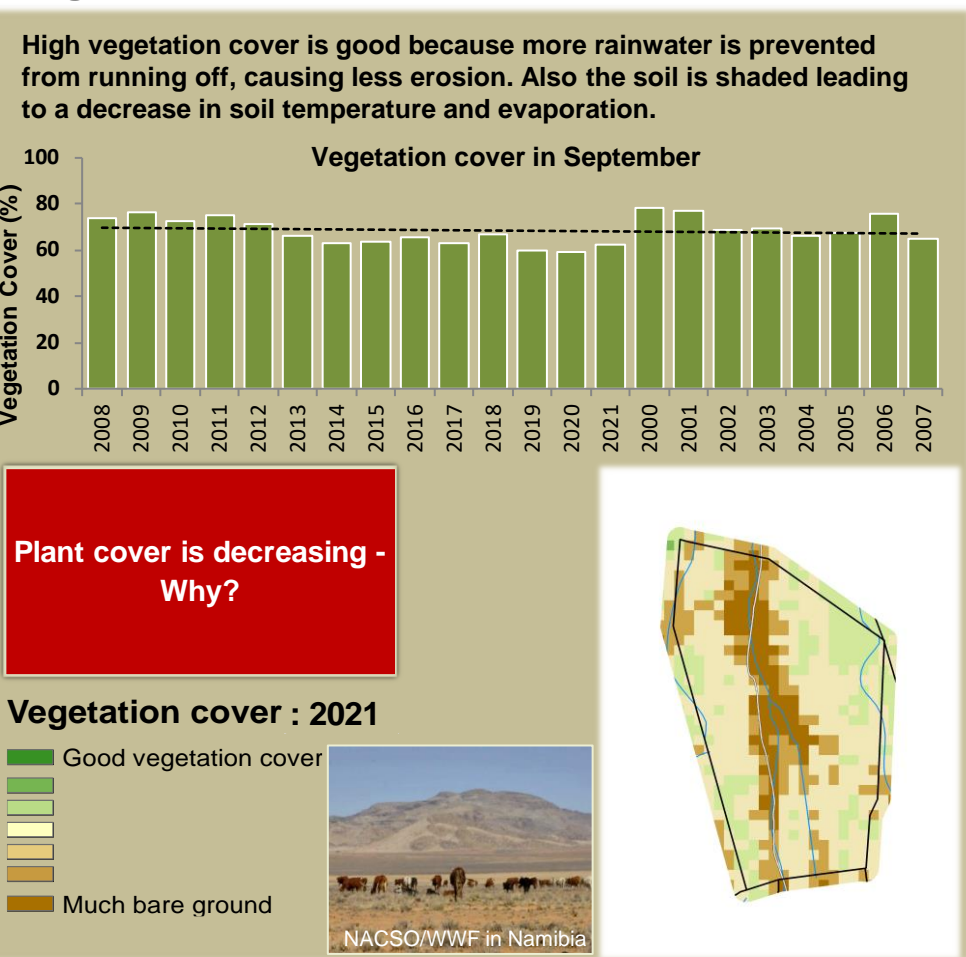 High vegetation cover is good because more rainwater is prevented
from running off, causing less erosion. Also the soil is shaded leading
to a decrease in soil temperature and evaporation.
Vegetation cover in September
Vegetation Cover (%)
100
80
60
40
20
0
2008 2009 2010 2011 2012 2013 2014 2015 2016 2017 2018 2019 2020 2021 2000 2001 2002 2003 2004 2005 2006 2007
Plant cover is decreasing -
Why?
Vegetation cover : 2021
Good vegetation cover
Much bare ground
NACSO/WWF in Namibia